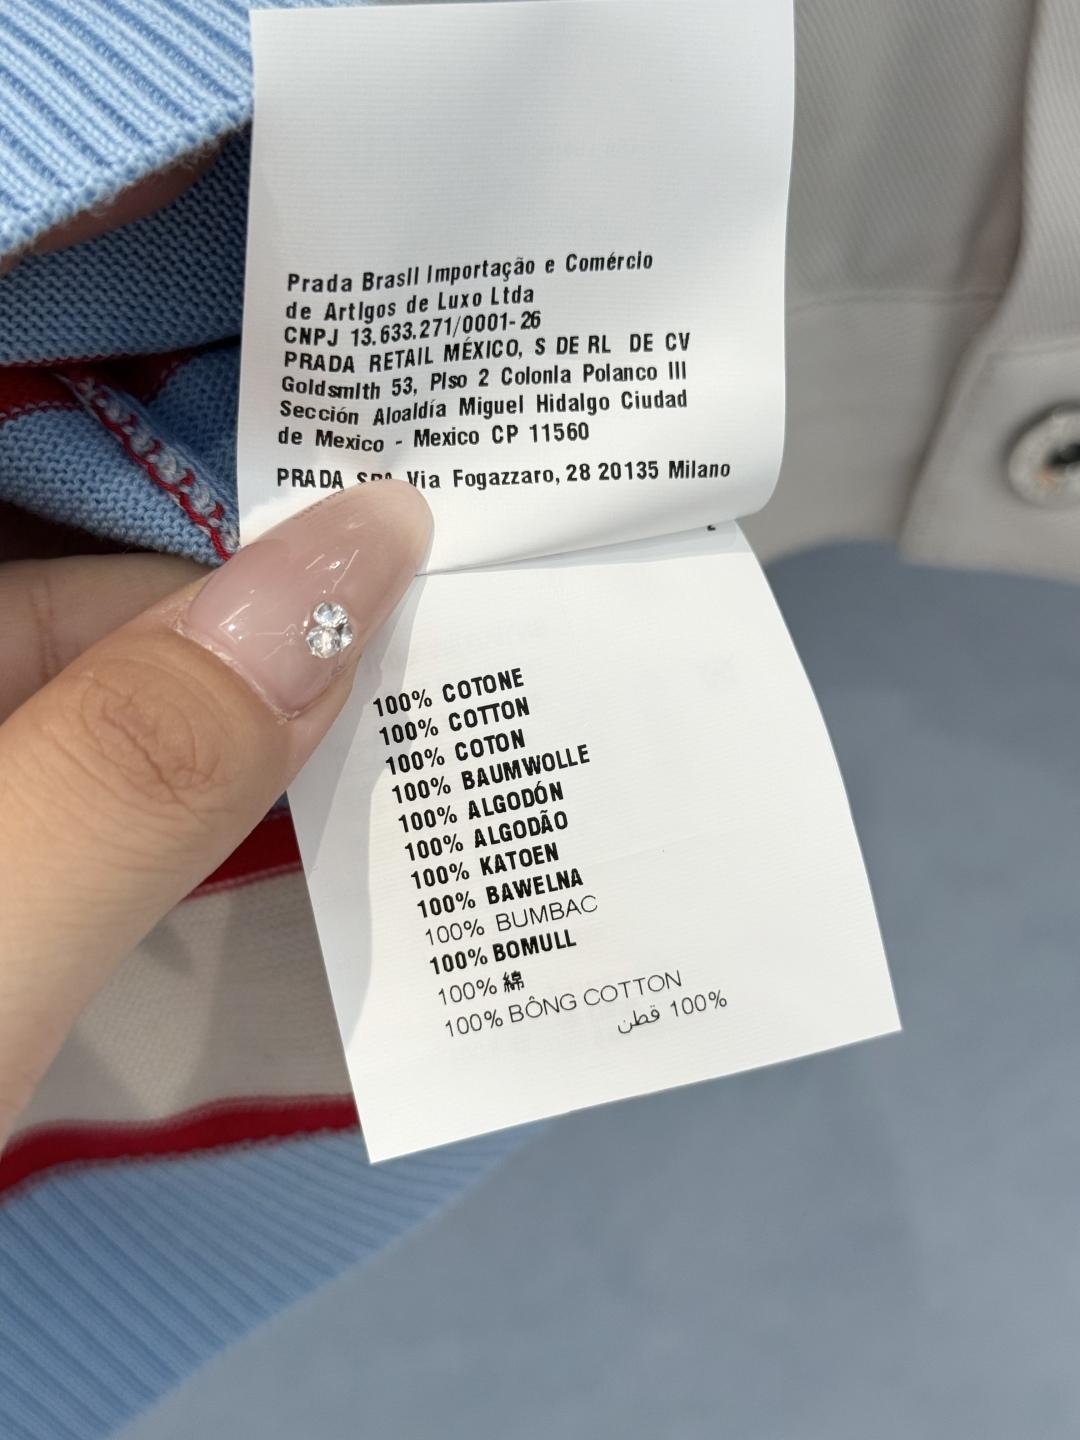 Prada BrasIl Importação e Comércio
de ArtIgos de Luxo Ltda
CNPJ 13.633.271/0001-26
PRADA RETAIL MÉXICO, S DE RL DE CV
GoldsmIth 53, PIso 2 ColonIa Polanco III
Sección Aloaldía Miguel Hidalgo Ciudad
de Mexico - Mexico CP 11560
PRADA SPA Via Fogazzaro, 28 20135 Milano
100% COTONE
100% COTTON
100% COTON
100% BAUMWOLLE
100% ALGODÓN
100% ALGODÃO
100% KATOEN
100% BAWELNA
100% BUMBAC
100% BOMULL
100% 綿
100% BÔNG COTTON
100% قطن